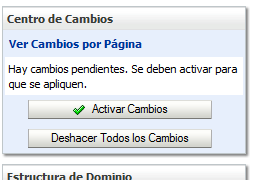 Centro de Cambios
Ver Cambios por Página
Hay cambios pendientes. Se deben activar para
que se apliquen.
Activar Cambios
Deshacer Todos los Cambios
Estructura de Dominio